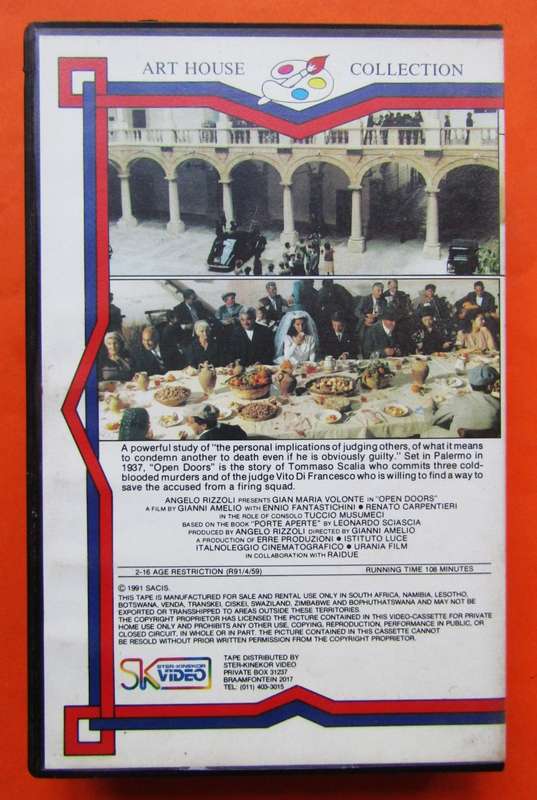 ART HOUSE COLLECTION
A powerful study of "the personal implications of judging others, of what it means
to condemn another to death even if he is obviously guilty." Set in Palermo in
1937, "Open Doors" is the story of Tommaso Scalia who commits three cold-
blooded murders and of the judge Vito Di Francesco who is willing to find a way to
save the accused from a firing squad.
ANGELO RIZZOLI PRESENTS GIAN MARIA VOLONTE IN "OPEN DOORS"
A FILM BY GIANNI AMELIO WITH ENNIO FANTASTICHINI • RENATO CARPENTIERI
IN THE ROLE OF CONSOLO TUCCIO MUSUMECI
BASED ON THE BOOK "PORTE APERTE" BY LEONARDO SCIASCIA
PRODUCED BY ANGELO RIZZOLI DIRECTED BY GIANNI AMELIO
A PRODUCTION OF ERRE PRODUZIONI • ISTITUTO LUCE
ITALNOLEGGIO CINEMATOGRAFICO • URANIA FILM
IN COLLABORATION WITH RAIDUE
2-16 AGE RESTRICTION (R91/4/59) RUNNING TIME 108 MINUTES
© 1991 SACIS.
THIS TAPE IS MANUFACTURED FOR SALE AND RENTAL USE ONLY IN SOUTH AFRICA, NAMIBIA, LESOTHO,
BOTSWANA, VENDA, TRANSKEI, CISKEI, SWAZILAND, ZIMBABWE AND BOPHUTHATSWANA AND MAY NOT BE
EXPORTED OR TRANSSHIPPED TO AREAS OUTSIDE THESE TERRITORIES.
THE COPYRIGHT PROPRIETOR HAS LICENSED THE PICTURE CONTAINED IN THIS VIDEO-CASSETTE FOR PRIVATE
HOME USE ONLY AND PROHIBITS ANY OTHER USE, COPYING, REPRODUCTION, PERFORMANCE IN PUBLIC, OR
CLOSED CIRCUIT, IN WHOLE OR IN PART. THE PICTURE CONTAINED IN THIS CASSETTE CANNOT
BE RESOLD WITHOUT PRIOR WRITTEN PERMISSION FROM THE COPYRIGHT PROPRIETOR.
SK STER-KINEKOR VIDEO
TAPE DISTRIBUTED BY
STER-KINEKOR VIDEO
PRIVATE BOX 31237
BRAAMFONTEIN 2017
TEL: (011) 403-3015